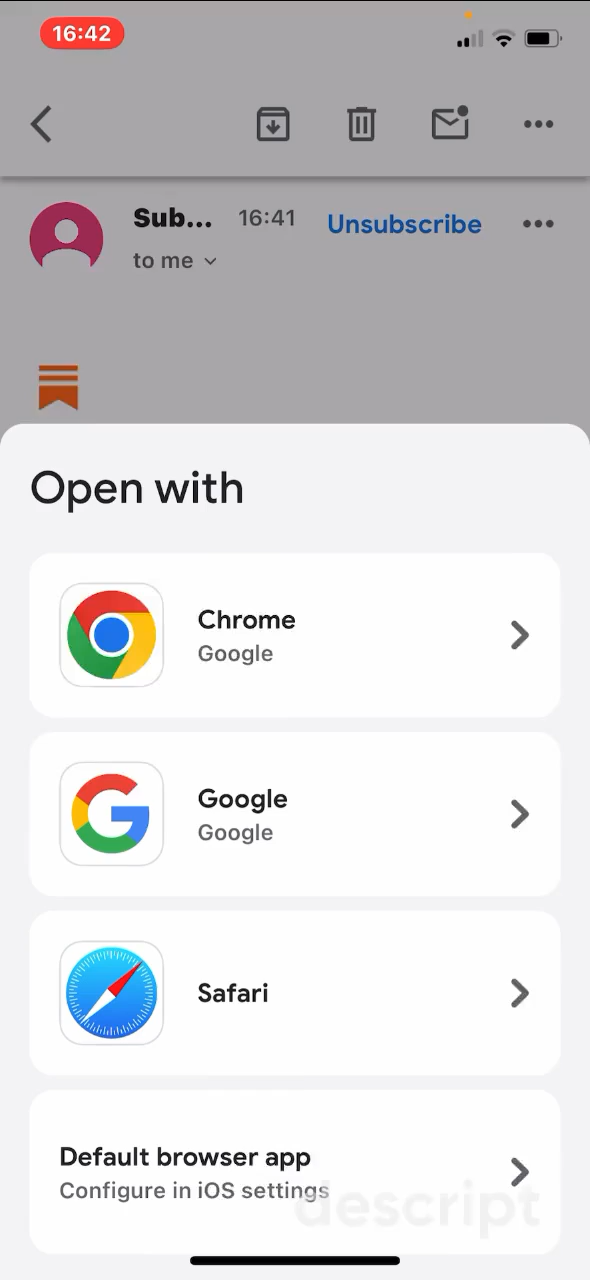 16:42
Sub... 16:41 Unsubscribe
to me
Open with
Chrome
Google
Google
Google
Safari
Default browser app
Configure in iOS settings
descript